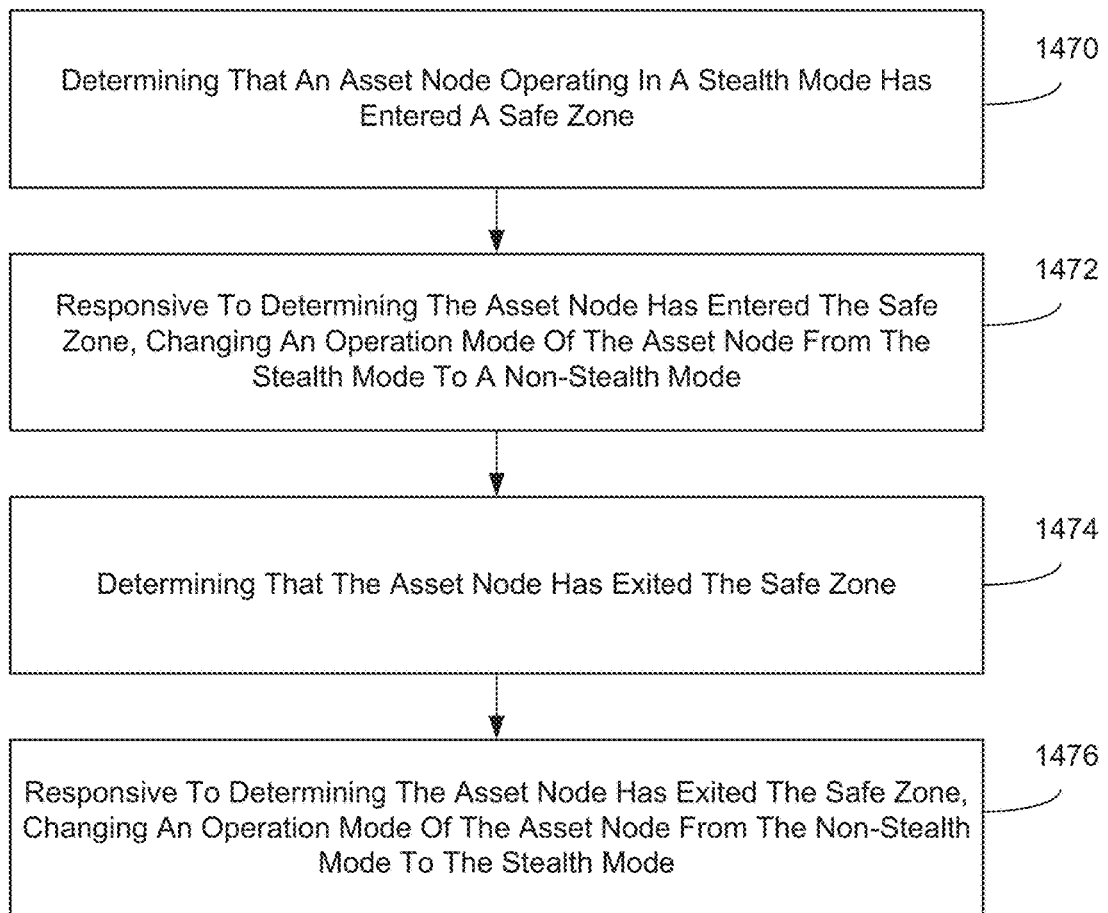 1470
Determining That An Asset Node Operating In A Stealth Mode Has
Entered A Safe Zone
1472
Responsive To Determining The Asset Node Has Entered The Safe
Zone, Changing An Operation Mode Of The Asset Node From The
Stealth Mode To A Non-Stealth Mode
1474
Determining That The Asset Node Has Exited The Safe Zone
1476
Responsive To Determining The Asset Node Has Exited The Safe Zone,
Changing An Operation Mode Of The Asset Node From The Non-Stealth
Mode To The Stealth Mode